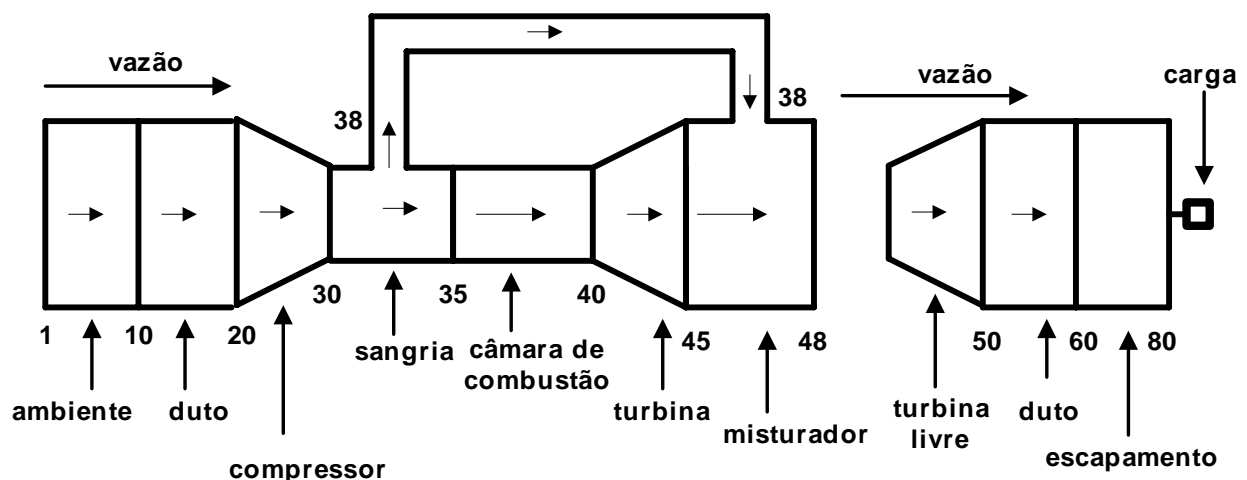 vazão
38
38
vazão
carga
1
10
20
30
35
40
45
48
50
60
80
ambiente
duto
compressor
sangria
câmara de
combustão
turbina
misturador
turbina
livre
duto
escapamento